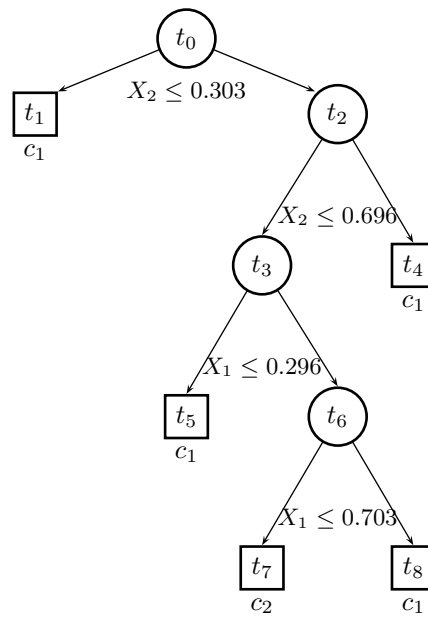 t₀
X₂ ≤ 0.303
t₁
t₂
c₁
X₂ ≤ 0.696
t₃
t₄
c₁
X₁ ≤ 0.296
t₅
t₆
c₁
X₁ ≤ 0.703
t₇
t₈
c₂
c₁